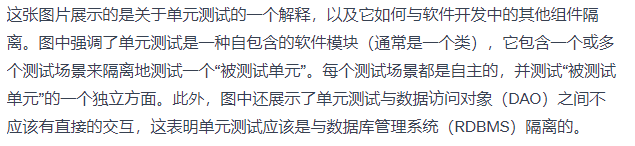 这张图片展示的是关于单元测试的一个解释，以及它如何与软件开发中的其他组件隔
离。图中强调了单元测试是一种自包含的软件模块（通常是一个类），它包含一个或多
个测试场景来隔离地测试一个“被测试单元”。每个测试场景都是自主的，并测试“被测试
单元”的一个独立方面。此外，图中还展示了单元测试与数据访问对象（DAO）之间不
应该有直接的交互，这表明单元测试应该是与数据库管理系统（RDBMS）隔离的。